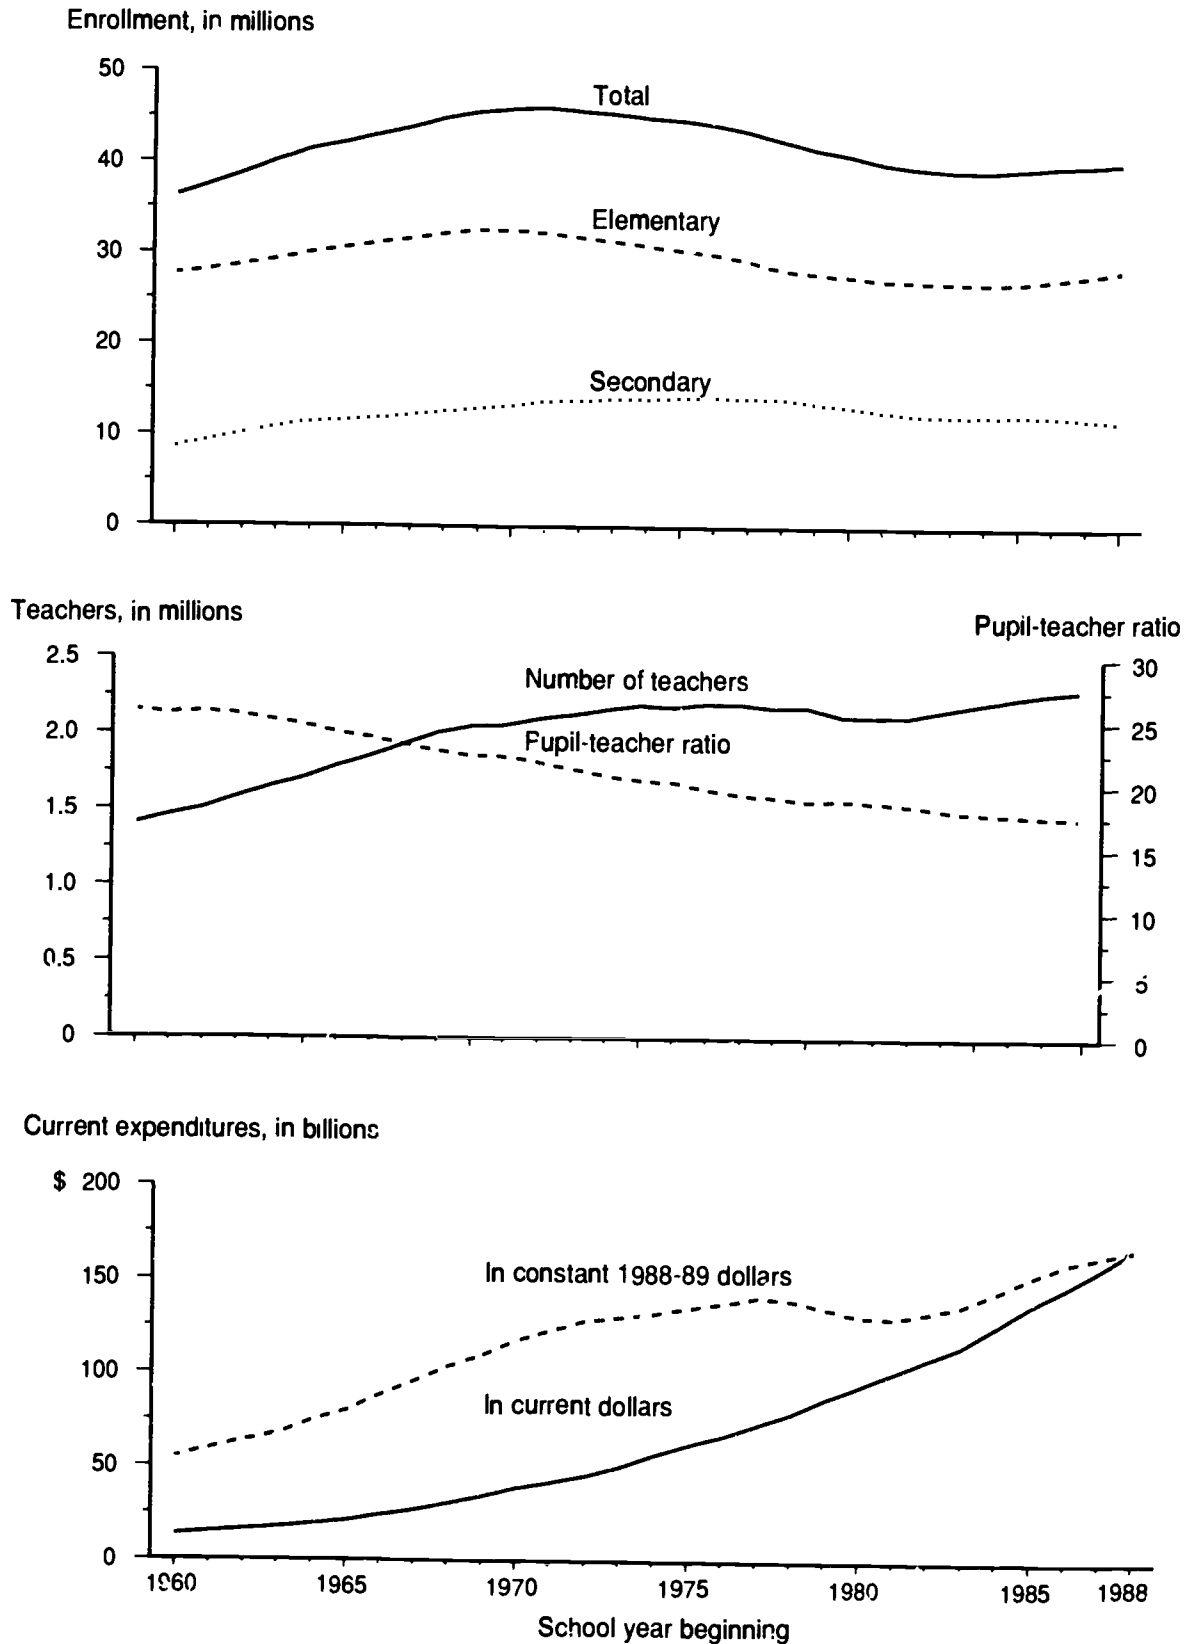 Enrollment, in millions
50
Total
40
Elementary
30
20
Secondary
10
0
Teachers, in millions
Pupil-teacher ratio
2.5
30
Number of teachers
2.0
25
Pupil-teacher ratio
1.5
20
15
1.0
10
0.5
5
0
0
Current expenditures, in billions
$ 200
In constant 1988-89 dollars
150
100
In current dollars
50
0
1960 1965 1970 1975 1980 1985 1988
School year beginning